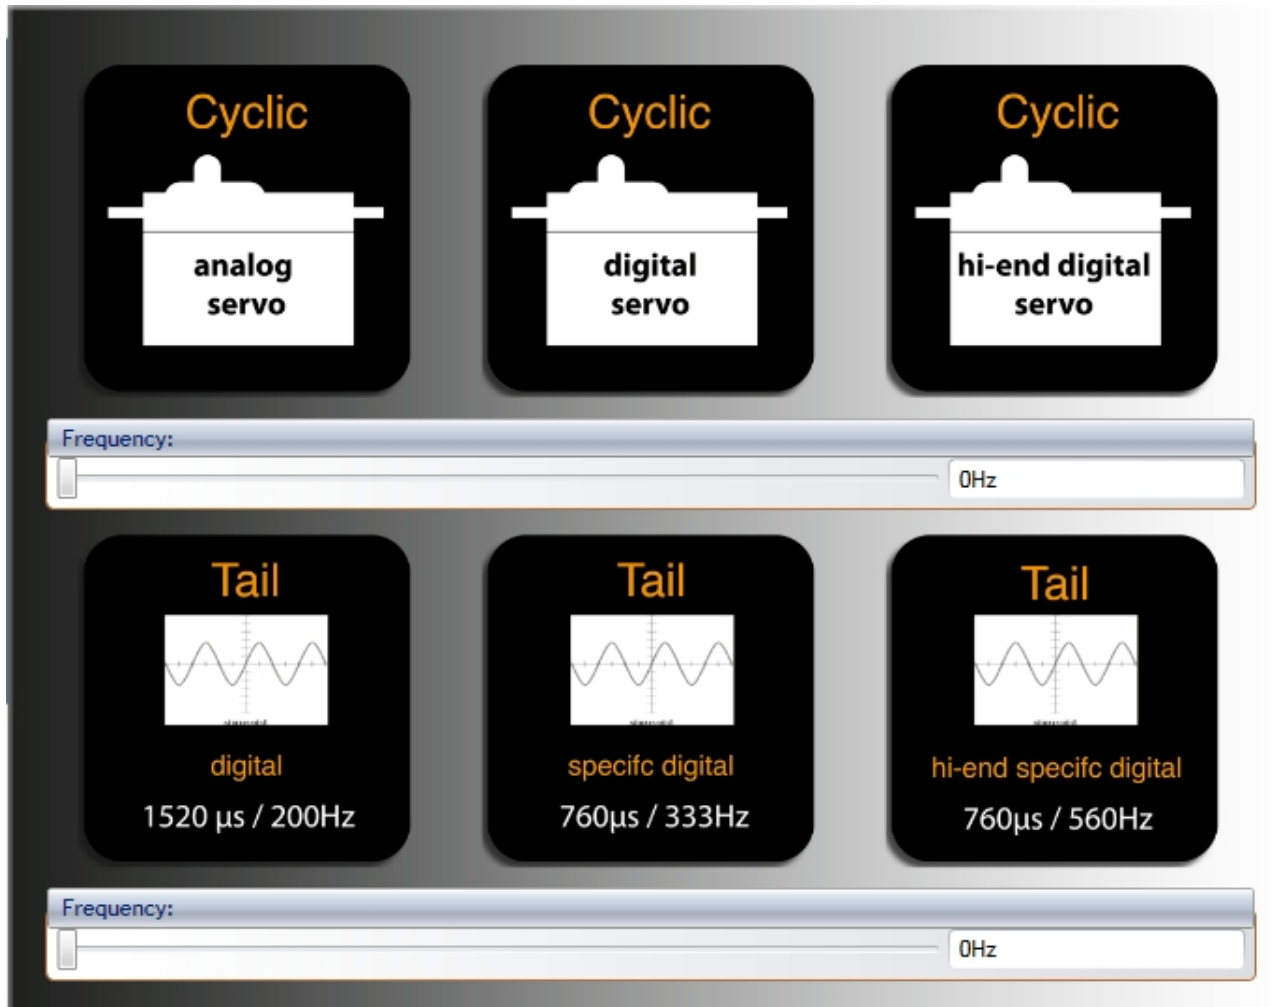 Cyclic
analog
servo
Cyclic
digital
servo
Cyclic
hi-end digital
servo
Frequency:
0Hz
Tail
digital
1520 µs / 200Hz
Tail
specifc digital
760µs / 333Hz
Tail
hi-end specifc digital
760µs / 560Hz
Frequency:
0Hz